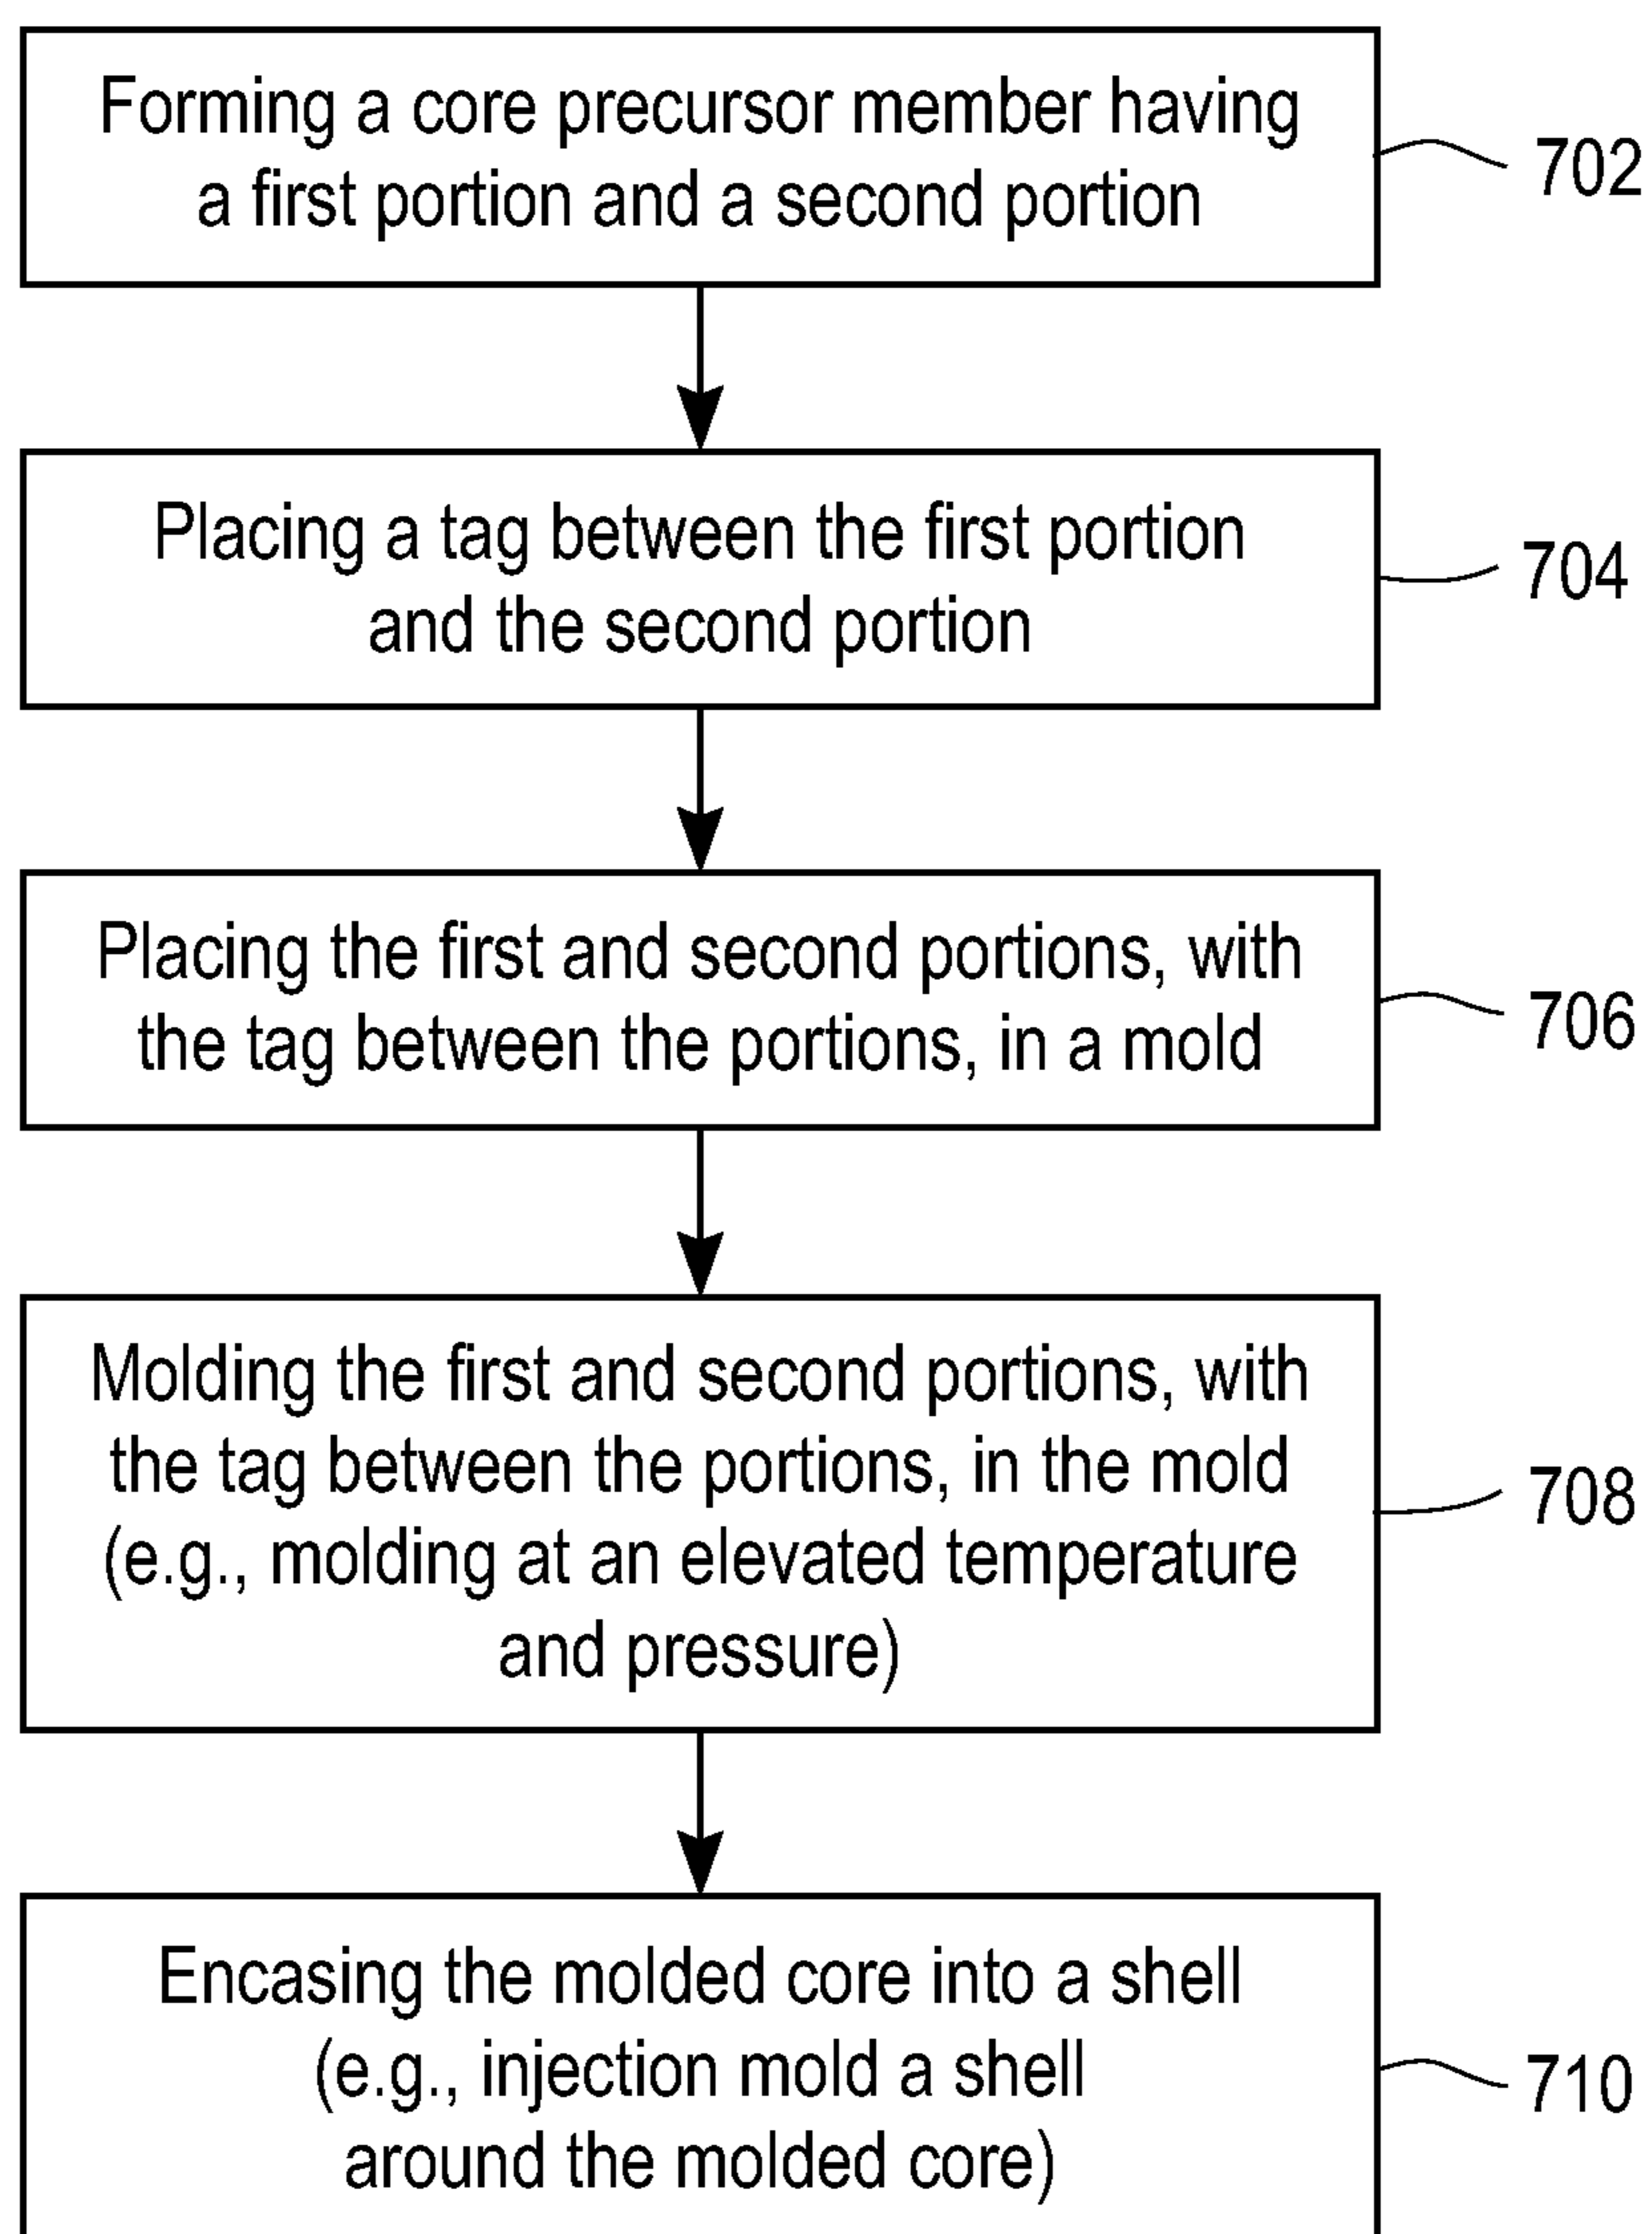 Forming a core precursor member having
a first portion and a second portion
702
Placing a tag between the first portion
and the second portion
704
Placing the first and second portions, with
the tag between the portions, in a mold
706
Molding the first and second portions, with
the tag between the portions, in the mold
(e.g., molding at an elevated temperature
and pressure)
708
Encasing the molded core into a shell
(e.g., injection mold a shell
around the molded core)
710